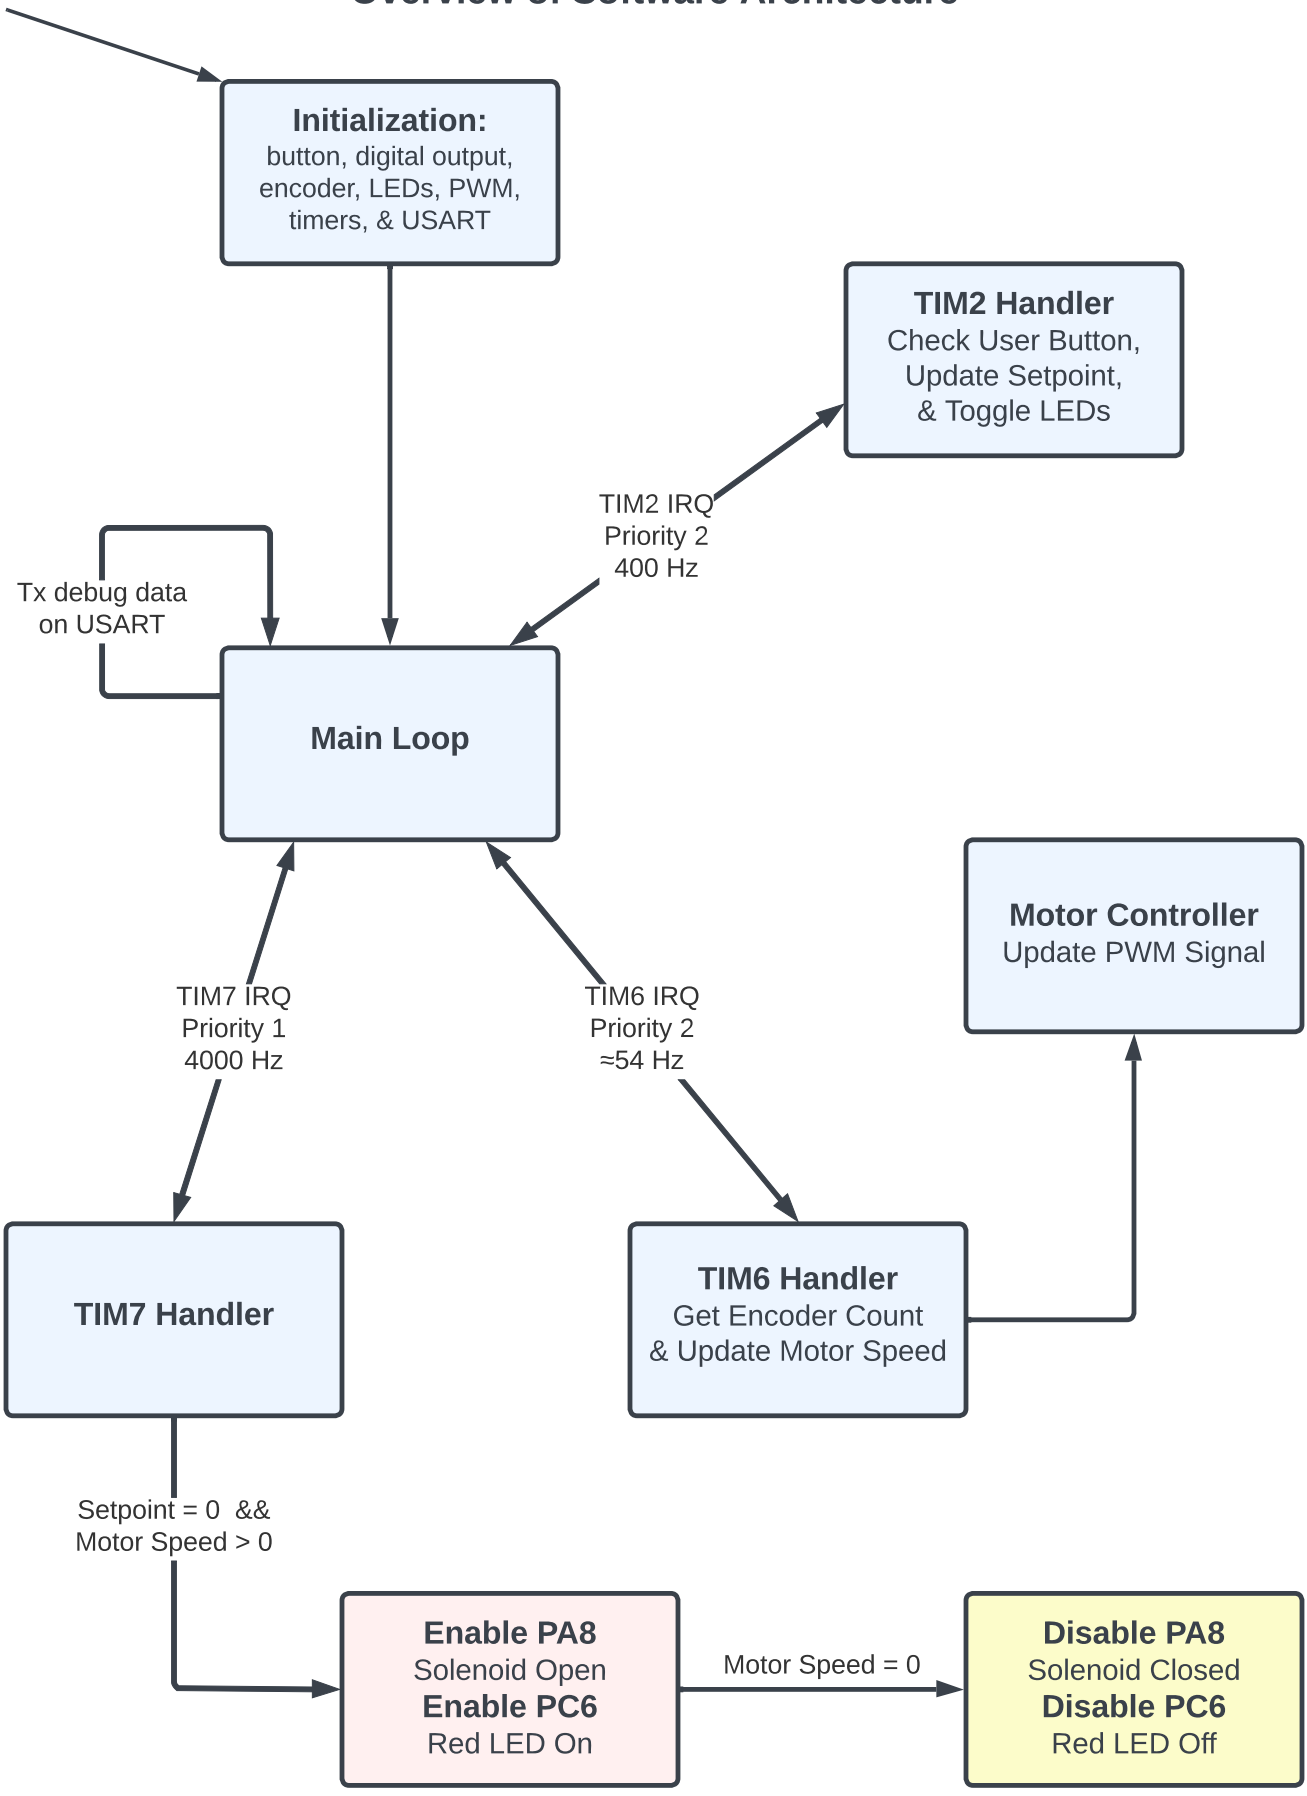 Overview of Software Architecture
Initialization:
button, digital output,
encoder, LEDs, PWM,
timers, & USART
TIM2 Handler
Check User Button,
Update Setpoint,
& Toggle LEDs
TIM2 IRQ
Priority 2
400 Hz
Tx debug data
on USART
Main Loop
Motor Controller
Update PWM Signal
TIM7 IRQ
Priority 1
4000 Hz
TIM6 IRQ
Priority 2
≈54 Hz
TIM7 Handler
TIM6 Handler
Get Encoder Count
& Update Motor Speed
Setpoint = 0  &&
Motor Speed > 0
Enable PA8
Solenoid Open
Enable PC6
Red LED On
Motor Speed = 0
Disable PA8
Solenoid Closed
Disable PC6
Red LED Off